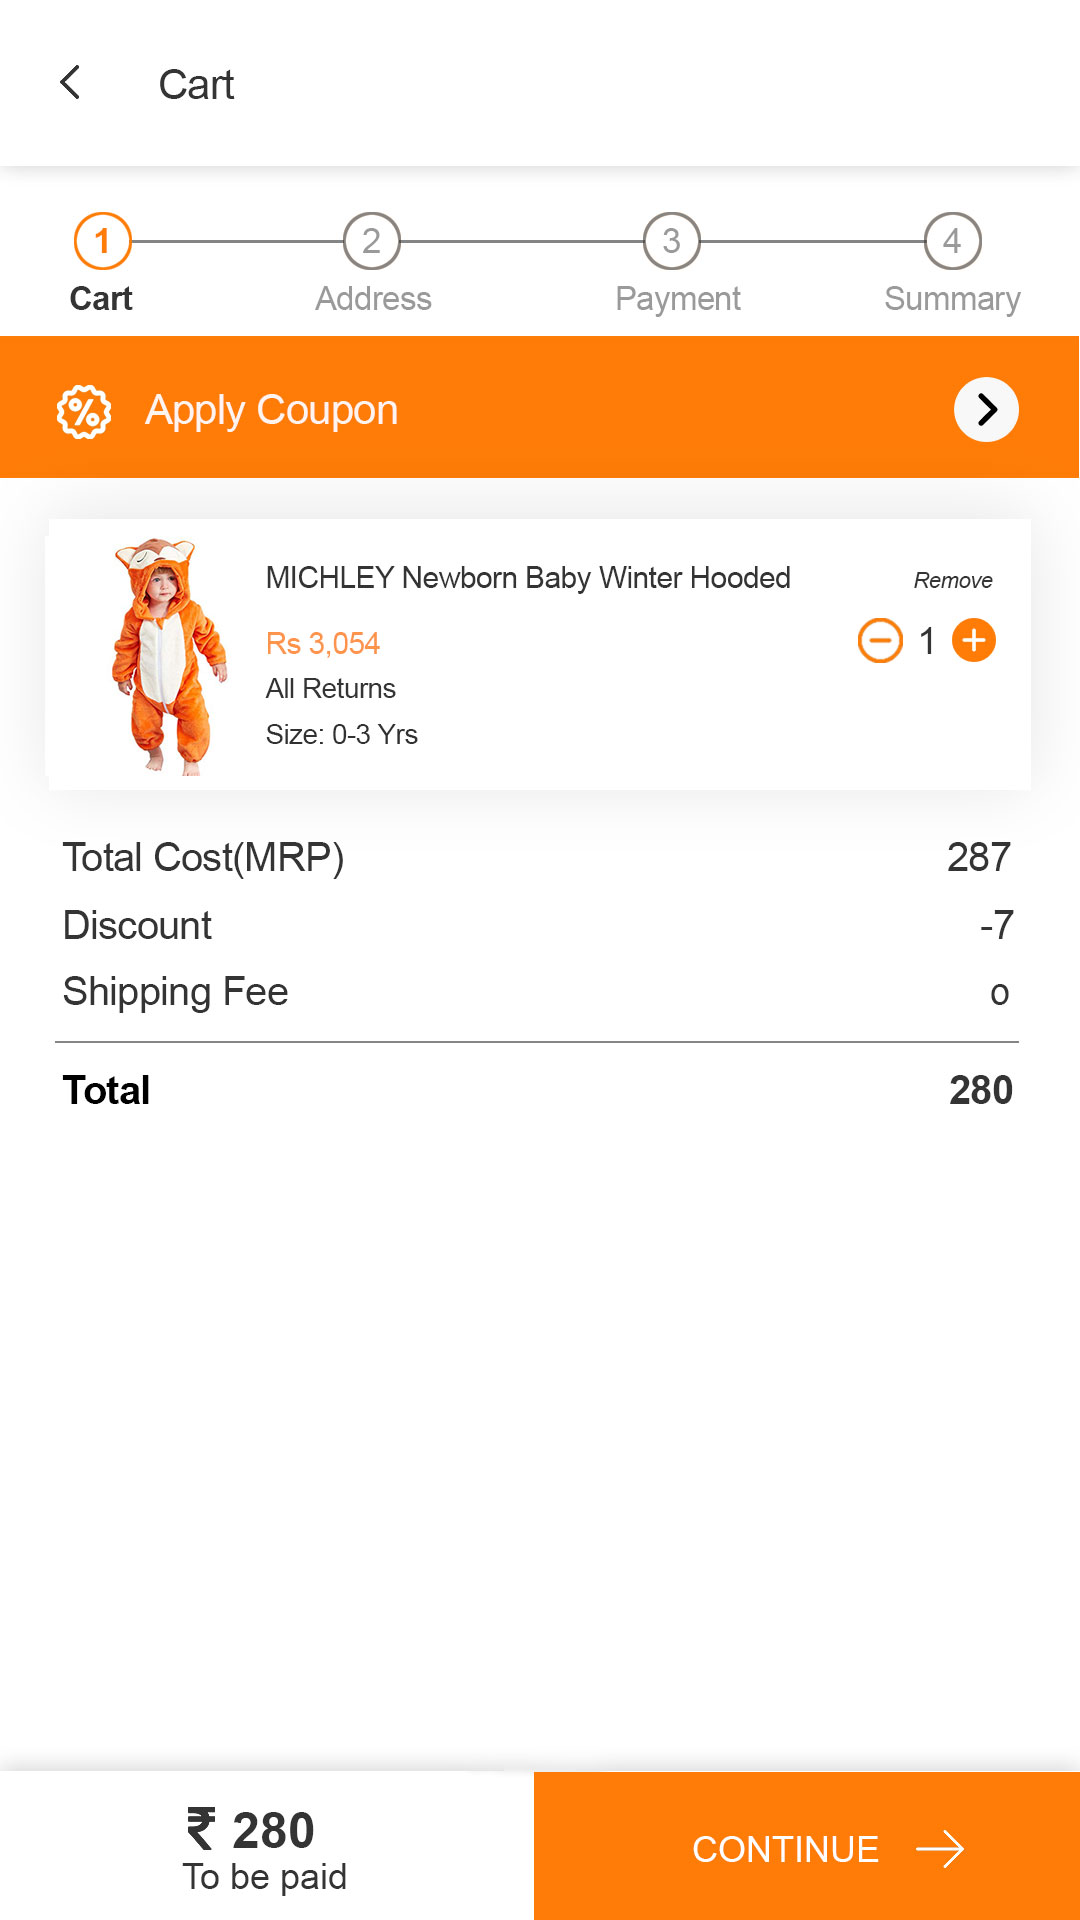 Cart
1 2 3 4
Cart Address Payment Summary
% Apply Coupon
MICHLEY Newborn Baby Winter Hooded Remove
Rs 3,054 1
All Returns
Size: 0-3 Yrs
Total Cost(MRP) 287
Discount -7
Shipping Fee o
Total 280
₹ 280
To be paid
CONTINUE